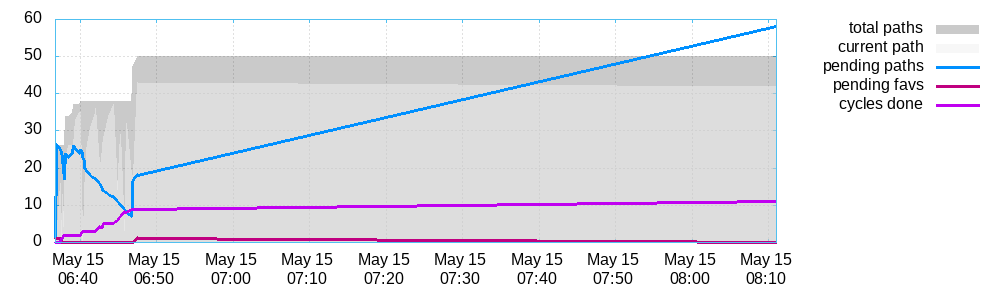 60
50
40
30
20
10
0
May 15 May 15 May 15 May 15 May 15 May 15 May 15 May 15 May 15 May 15
06:40 06:50 07:00 07:10 07:20 07:30 07:40 07:50 08:00 08:10
total paths
current path
pending paths
pending favs
cycles done